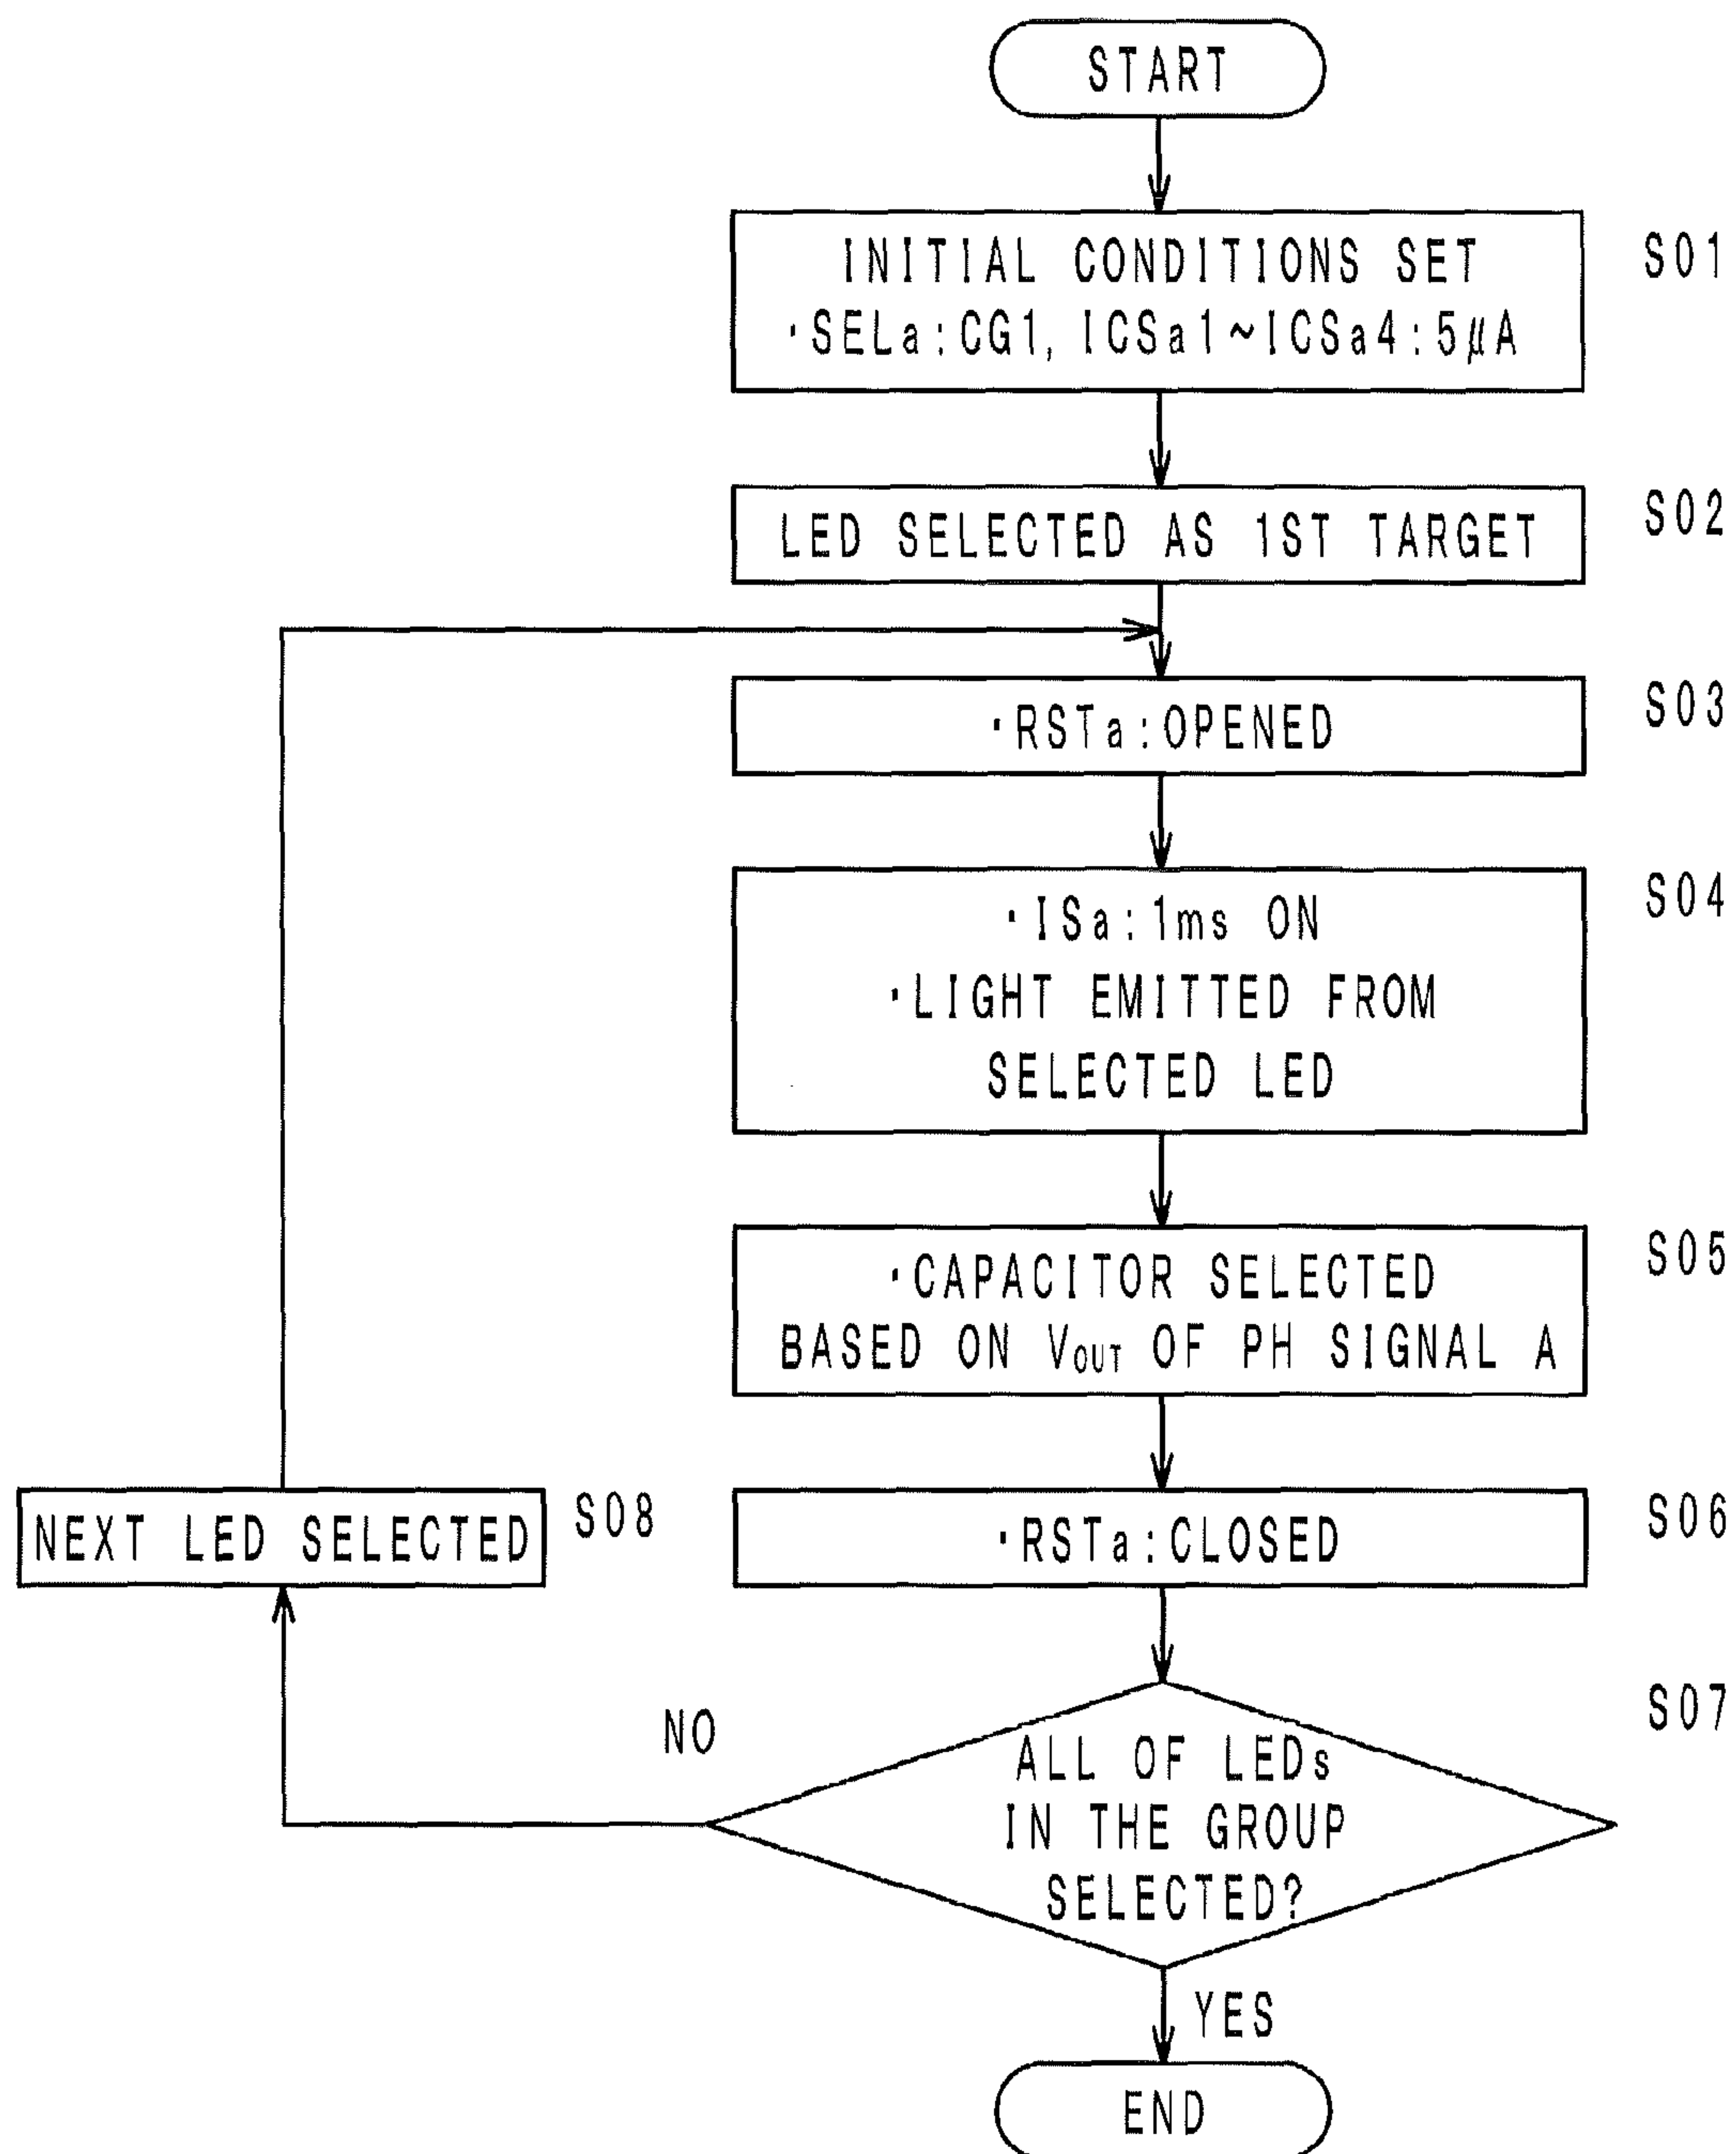 START
INITIAL CONDITIONS SET
・SELa:CG1, ICSa1~ICSa4:5μA
S01
LED SELECTED AS 1ST TARGET
S02
・RSTa:OPENED
S03
・ISa:1ms ON
・LIGHT EMITTED FROM
SELECTED LED
S04
・CAPACITOR SELECTED
BASED ON VOUT OF PH SIGNAL A
S05
・RSTa:CLOSED
S06
NEXT LED SELECTED
S08
ALL OF LEDs
IN THE GROUP
SELECTED?
S07
NO
YES
END